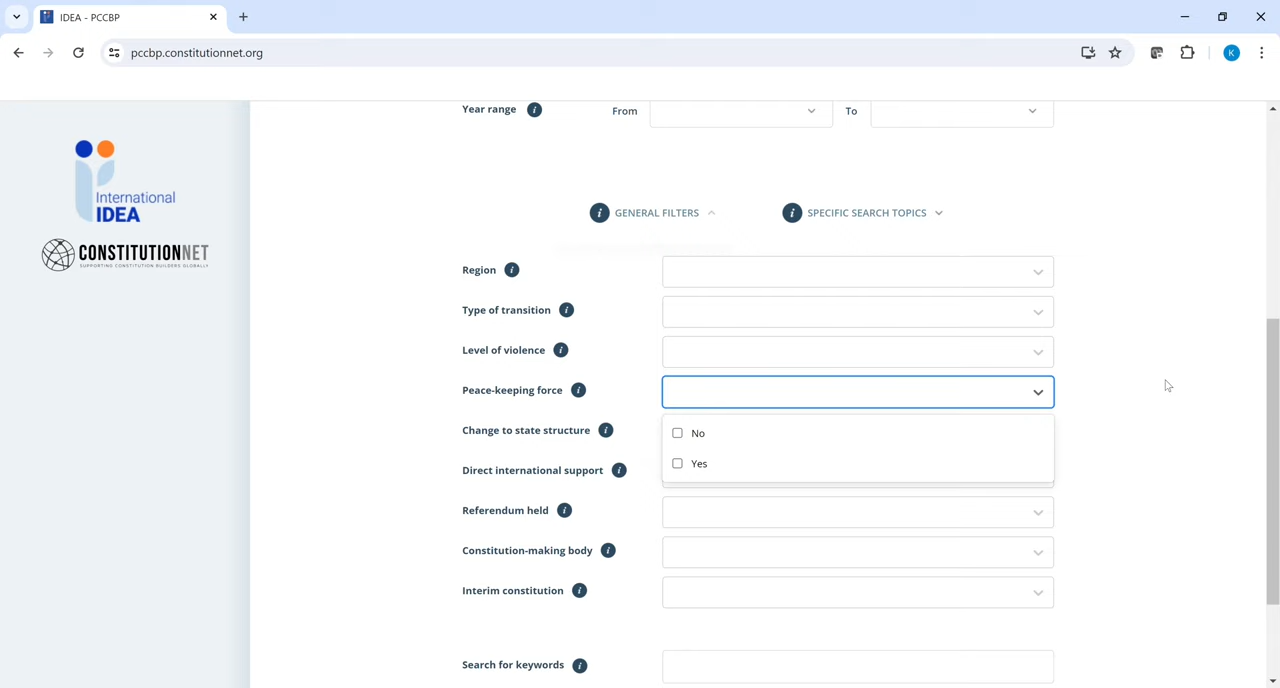 IDEA - PCCBP
pccbp.constitutionnet.org
K
Year range i From To
International
IDEA
CONSTITUTIONNET
SUPPORTING CONSTITUTION BUILDERS GLOBALLY
i GENERAL FILTERS i SPECIFIC SEARCH TOPICS
Region i
Type of transition i
Level of violence i
Peace-keeping force i
Change to state structure i
No
Yes
Direct international support i
Referendum held i
Constitution-making body i
Interim constitution i
Search for keywords i